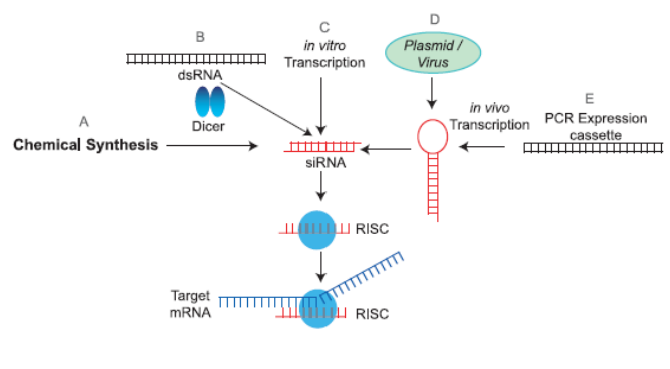 A
Chemical Synthesis
B
dsRNA
Dicer
C
in vitro
Transcription
D
Plasmid /
Virus
in vivo
Transcription
E
PCR Expression
cassette
siRNA
RISC
Target
mRNA
RISC